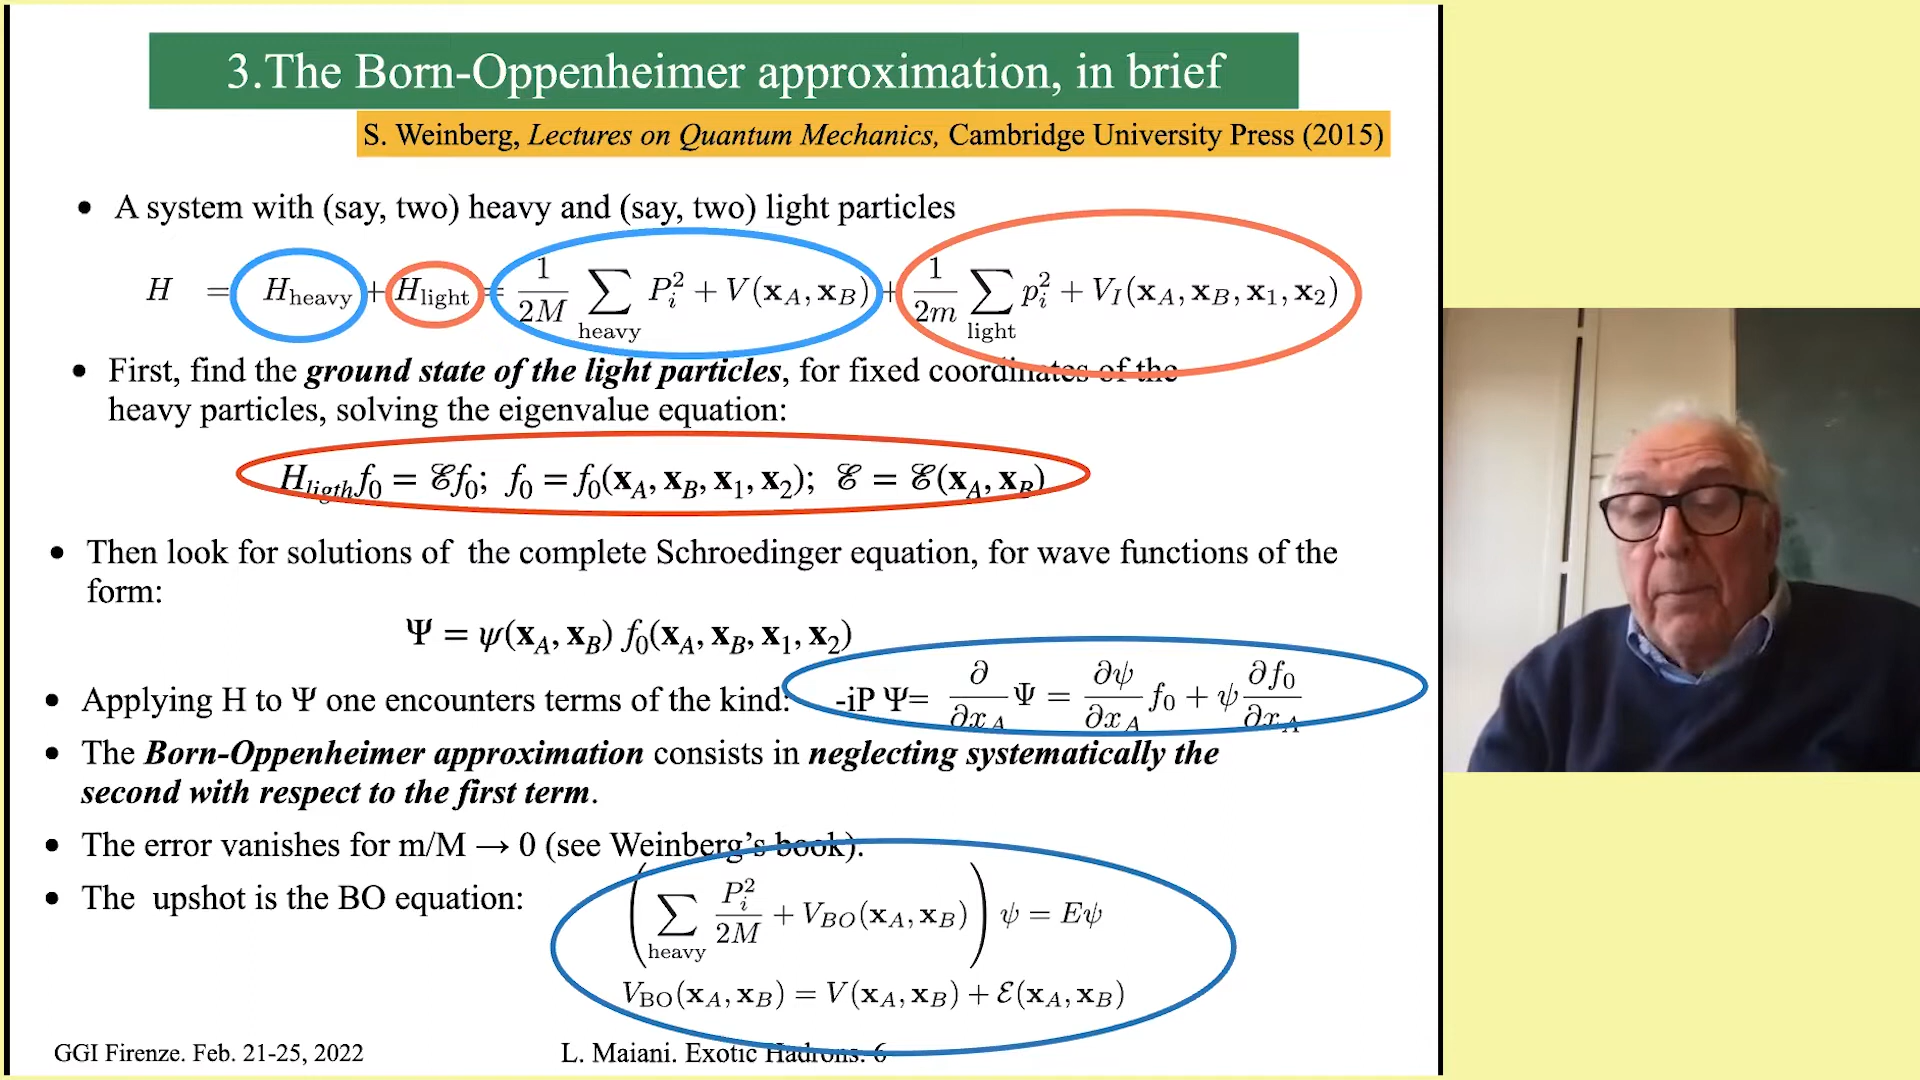 3.The Born-Oppenheimer approximation, in brief
S. Weinberg, Lectures on Quantum Mechanics, Cambridge University Press (2015)
• A system with (say, two) heavy and (say, two) light particles
H = H_heavy + H_light = 1/2M ∑_heavy P_i^2 + V(x_A, x_B) + 1/2m ∑_light p_i^2 + V_I(x_A, x_B, x_1, x_2)
• First, find the ground state of the light particles, for fixed coordinates of the
heavy particles, solving the eigenvalue equation:
H_ligth f_0 = ℰf_0; f_0 = f_0(x_A, x_B, x_1, x_2); ℰ = ℰ(x_A, x_B)
• Then look for solutions of the complete Schroedinger equation, for wave functions of the
form:
Ψ = ψ(x_A, x_B) f_0(x_A, x_B, x_1, x_2)
• Applying H to Ψ one encounters terms of the kind: -iP Ψ= ∂/∂x_A Ψ = ∂ψ/∂x_A f_0 + ψ ∂f_0/∂x_A
• The Born-Oppenheimer approximation consists in neglecting systematically the
second with respect to the first term.
• The error vanishes for m/M → 0 (see Weinberg’s book).
• The upshot is the BO equation: (∑_heavy P_i^2/2M + V_BO(x_A, x_B)) ψ = Eψ
V_BO(x_A, x_B) = V(x_A, x_B) + ℰ(x_A, x_B)
GGI Firenze. Feb. 21-25, 2022
L. Maiani. Exotic Hadrons. 6